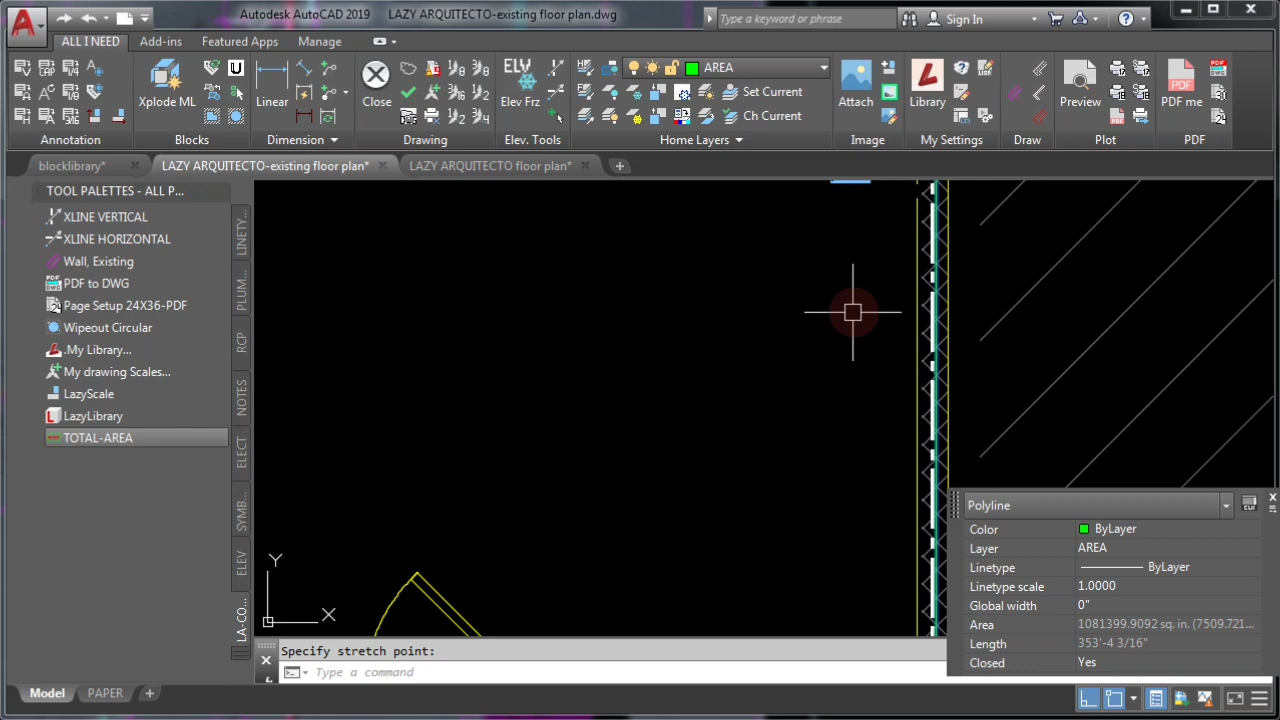 Autodesk AutoCAD 2019 LAZY ARQUITECTO-existing floor plan.dwg
Type a keyword or phrase
Sign In
ALL I NEED
Add-ins
Featured Apps
Manage
AREA
Xplode ML
Linear
Close
ELV
Elev Frz
Set Current
Ch Current
Attach
Library
Preview
PDF me
Annotation
Blocks
Dimension
Drawing
Elev. Tools
Home Layers
Image
My Settings
Draw
Plot
PDF
blocklibrary*
LAZY ARQUITECTO-existing floor plan*
LAZY ARQUITECTO floor plan*
TOOL PALETTES - ALL P...
XLINE VERTICAL
XLINE HORIZONTAL
Wall, Existing
PDF to DWG
Page Setup 24X36-PDF
Wipeout Circular
.My Library...
My drawing Scales...
LazyScale
LazyLibrary
TOTAL-AREA
LINETY...
PLUM...
RCP
NOTES
ELECT
SYMB...
ELEV
LA-CO...
Y
X
Polyline
Color ByLayer
Layer AREA
Linetype ByLayer
Linetype scale 1.0000
Global width 0"
Area 1081399.9092 sq. in. (7509.721...
Length 353'-4 3/16"
Closed Yes
Specify stretch point:
Type a command
Model
PAPER